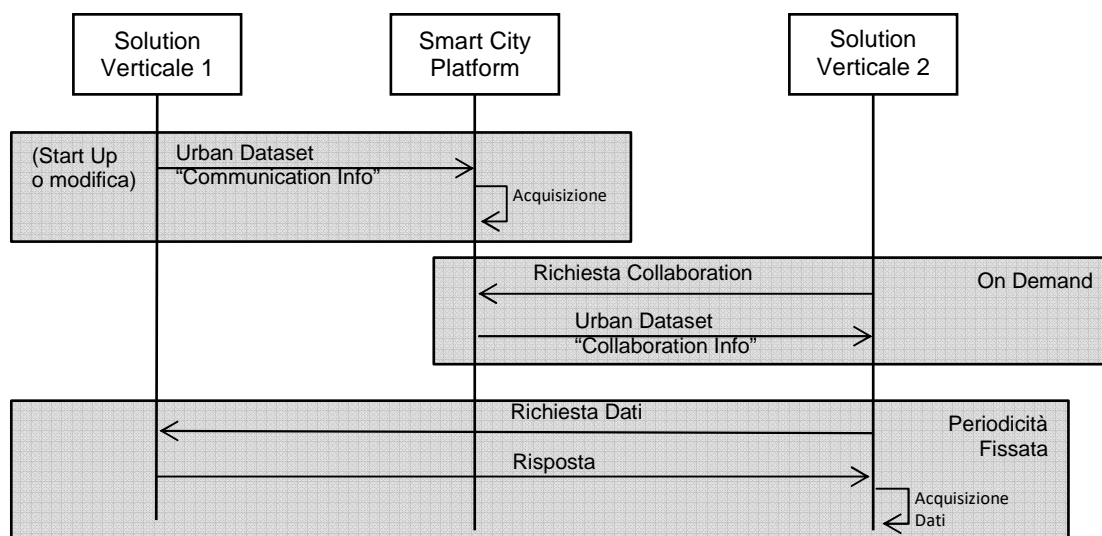 Solution
Verticale 1
Smart City
Platform
Solution
Verticale 2
(Start Up
o modifica)
Urban Dataset
“Communication Info”
Acquisizione
Richiesta Collaboration
On Demand
Urban Dataset
“Collaboration Info”
Richiesta Dati
Periodicità
Fissata
Risposta
Acquisizione
Dati